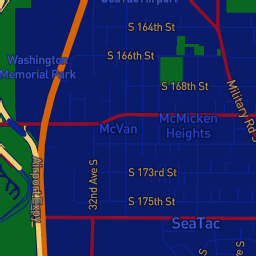 S 164th St
S 166th St
Washington
Memorial Park
S 168th St
Military Rd S
McMicken
Heights
McVan
Airport Expy
32nd Ave S
S 173rd St
S 175th St
SeaTac